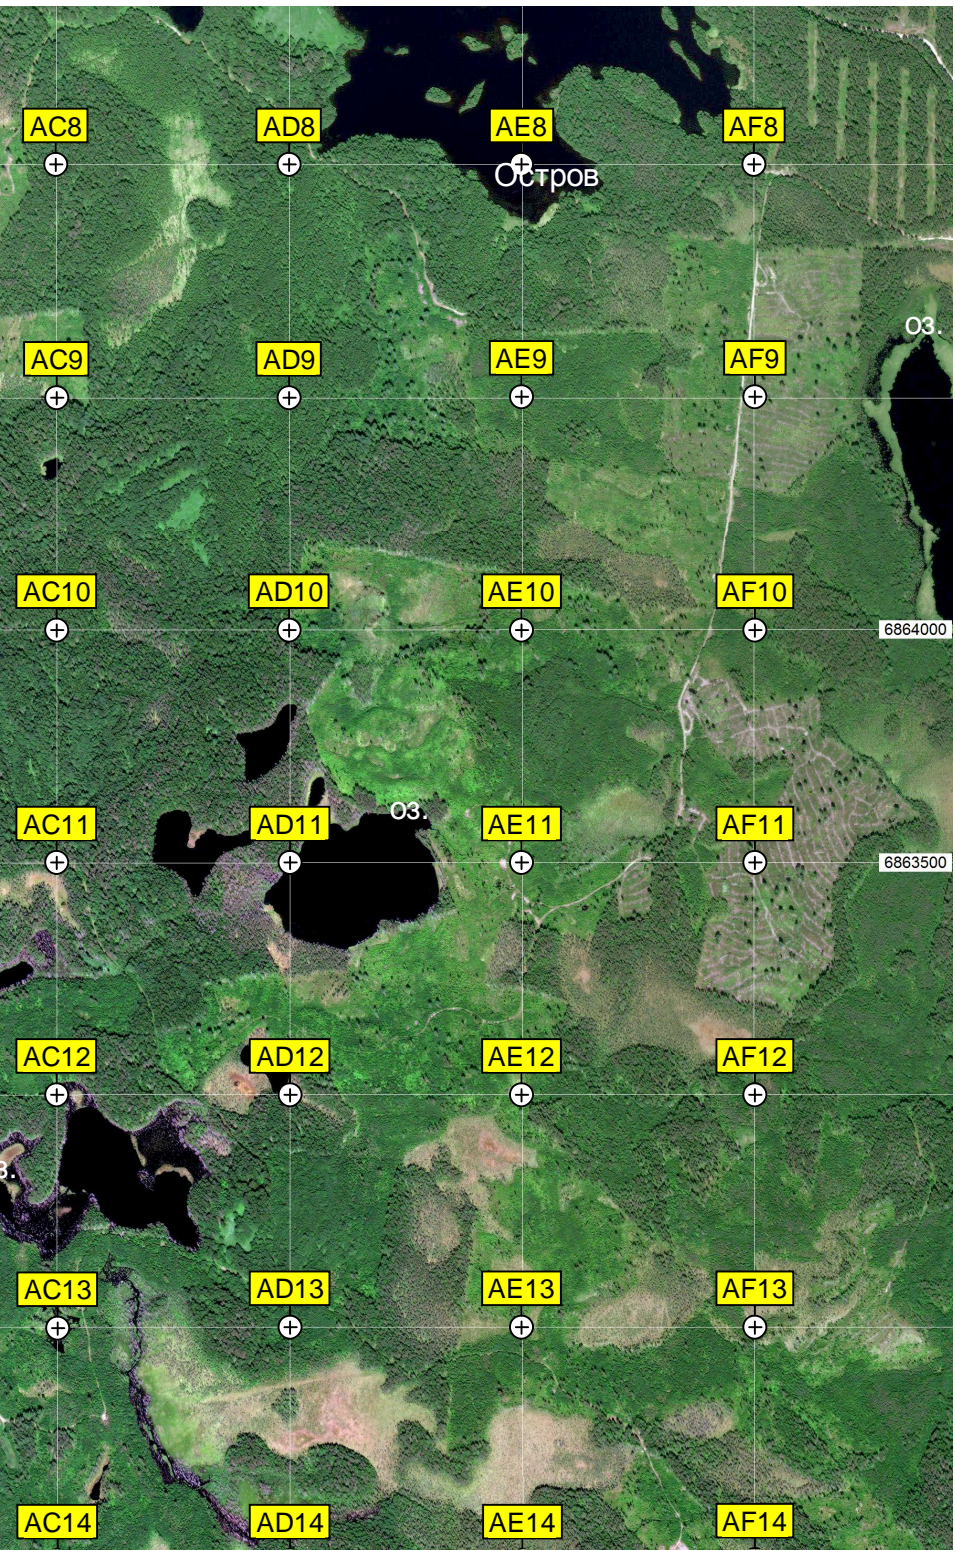 AC8 AD8 AE8 AF8
Остров
оз.
AC9 AD9 AE9 AF9
AC10 AD10 AE10 AF10
6864000
оз.
AC11 AD11 AE11 AF11
6863500
AC12 AD12 AE12 AF12
з.
AC13 AD13 AE13 AF13
AC14 AD14 AE14 AF14